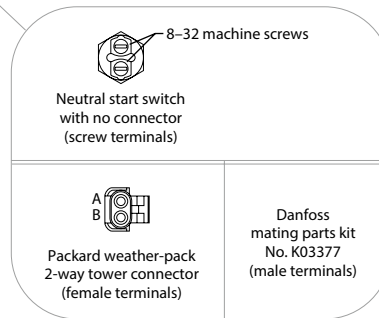 8–32 machine screws
Neutral start switch
with no connector
(screw terminals)
A
B
Packard weather-pack
2-way tower connector
(female terminals)
Danfoss
mating parts kit
No. K03377
(male terminals)